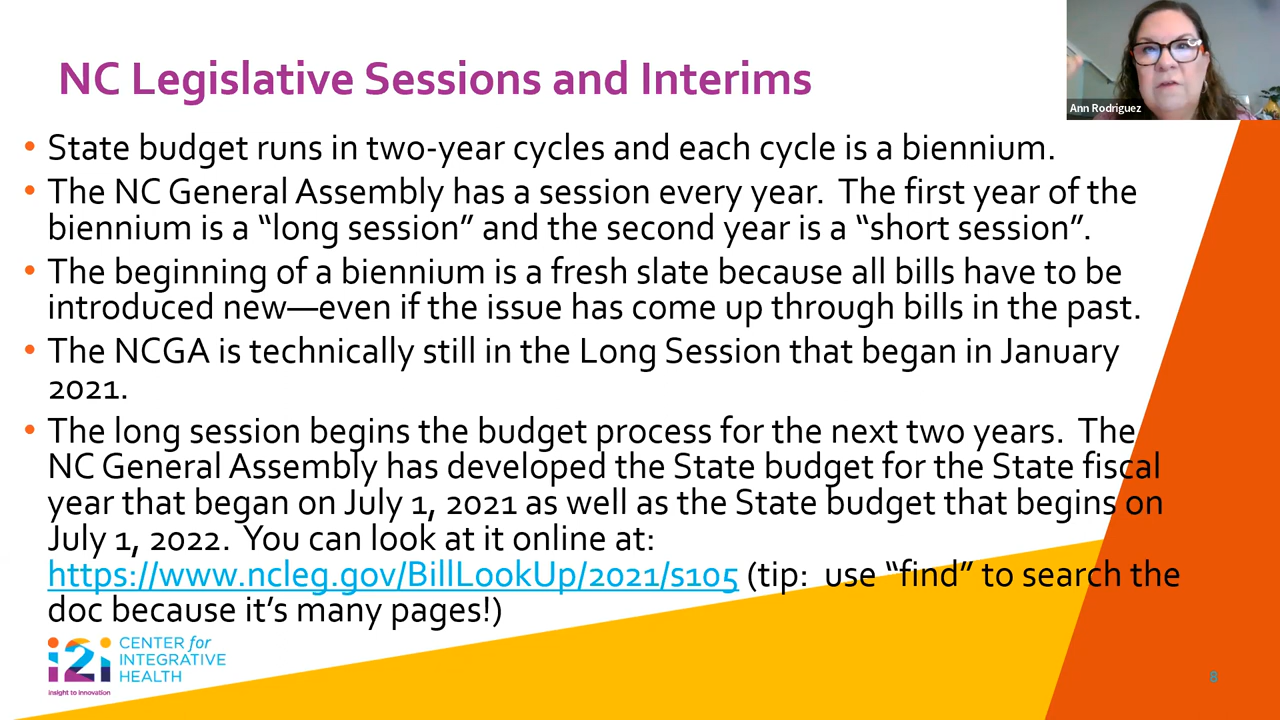 NC Legislative Sessions and Interims
Ann Rodriguez
• State budget runs in two-year cycles and each cycle is a biennium.
• The NC General Assembly has a session every year.  The first year of the
biennium is a “long session” and the second year is a “short session”.
• The beginning of a biennium is a fresh slate because all bills have to be
introduced new—even if the issue has come up through bills in the past.
• The NCGA is technically still in the Long Session that began in January
2021.
• The long session begins the budget process for the next two years.  The
NC General Assembly has developed the State budget for the State fiscal
year that began on July 1, 2021 as well as the State budget that begins on
July 1, 2022.  You can look at it online at:
https://www.ncleg.gov/BillLookUp/2021/s105 (tip:  use “find” to search the
doc because it’s many pages!)
i2i
CENTER for
INTEGRATIVE
HEALTH
insight to innovation
8